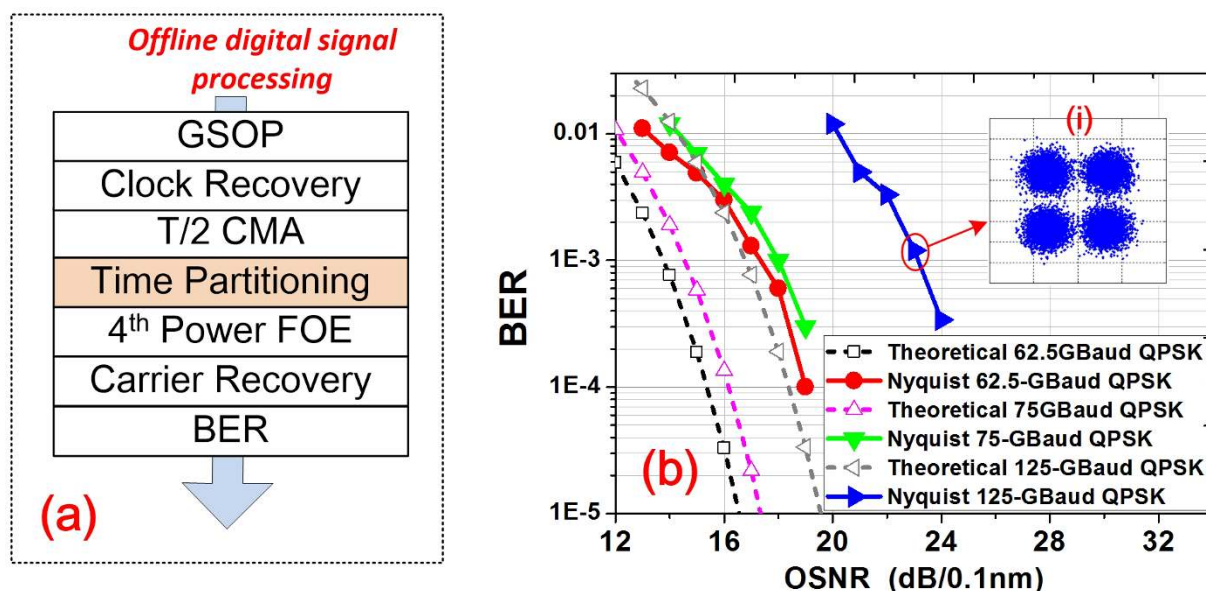 Offline digital signal
processing
GSOP
Clock Recovery
T/2 CMA
Time Partitioning
4th Power FOE
Carrier Recovery
BER
(a)
0.01
1E-3
1E-4
1E-5
BER
(i)
Theoretical 62.5GBaud QPSK
Nyquist 62.5-GBaud QPSK
Theoretical 75GBaud QPSK
Nyquist 75-GBaud QPSK
Theoretical 125-GBaud QPSK
Nyquist 125-GBaud QPSK
(b)
12 16 20 24 28 32
OSNR (dB/0.1nm)